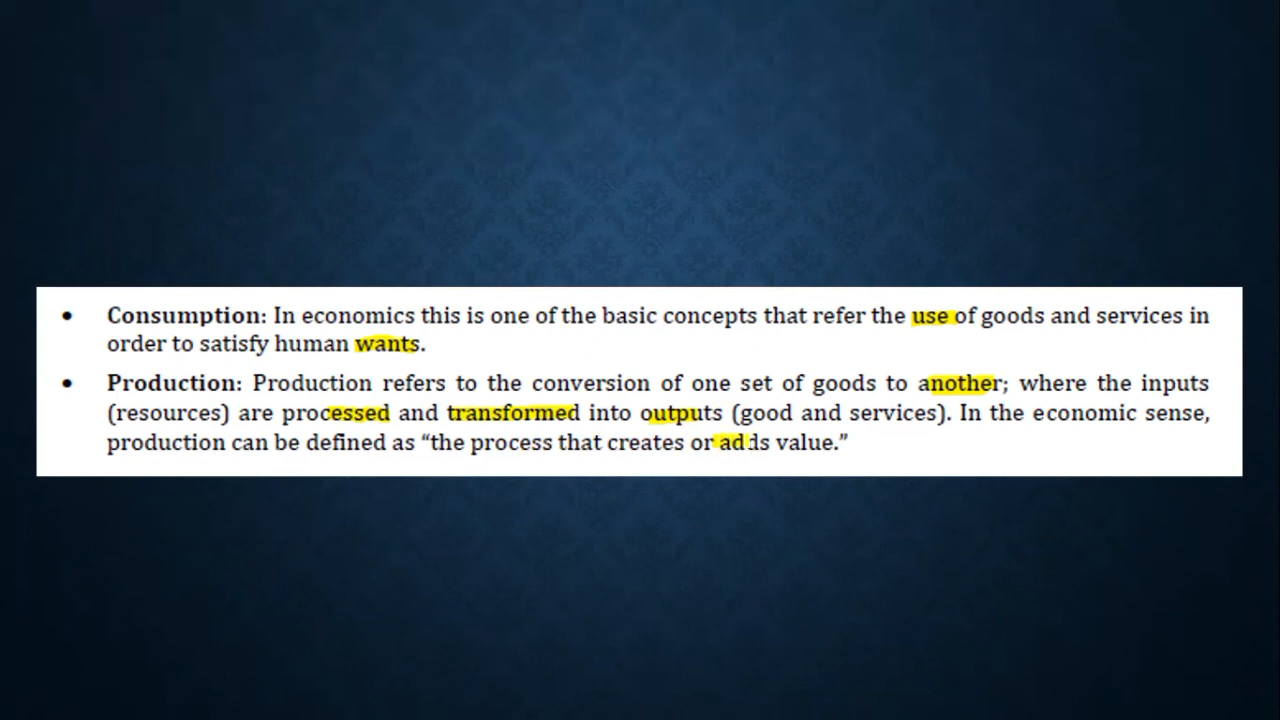 • Consumption: In economics this is one of the basic concepts that refer the use of goods and services in
order to satisfy human wants.
• Production: Production refers to the conversion of one set of goods to another; where the inputs
(resources) are processed and transformed into outputs (good and services). In the economic sense,
production can be defined as “the process that creates or adds value.”